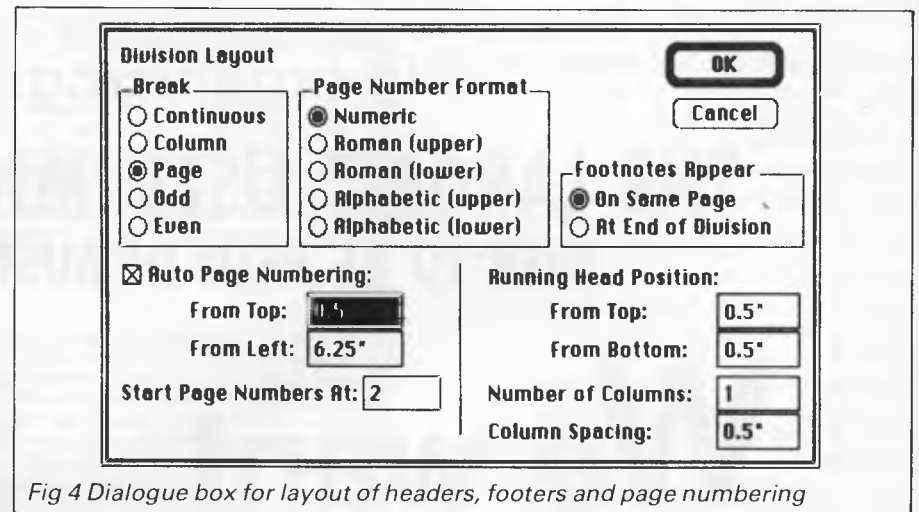 Division Layout
OK
Cancel
Break
Continuous
Column
Page
Odd
Even
Page Number Format
Numeric
Roman (upper)
Roman (lower)
Alphabetic (upper)
Alphabetic (lower)
Footnotes Appear
On Same Page
At End of Division
Auto Page Numbering:
From Top:
From Left: 6.25"
Start Page Numbers At: 2
Running Head Position:
From Top: 0.5"
From Bottom: 0.5"
Number of Columns: 1
Column Spacing: 0.5"
Fig 4 Dialogue box for layout of headers, footers and page numbering